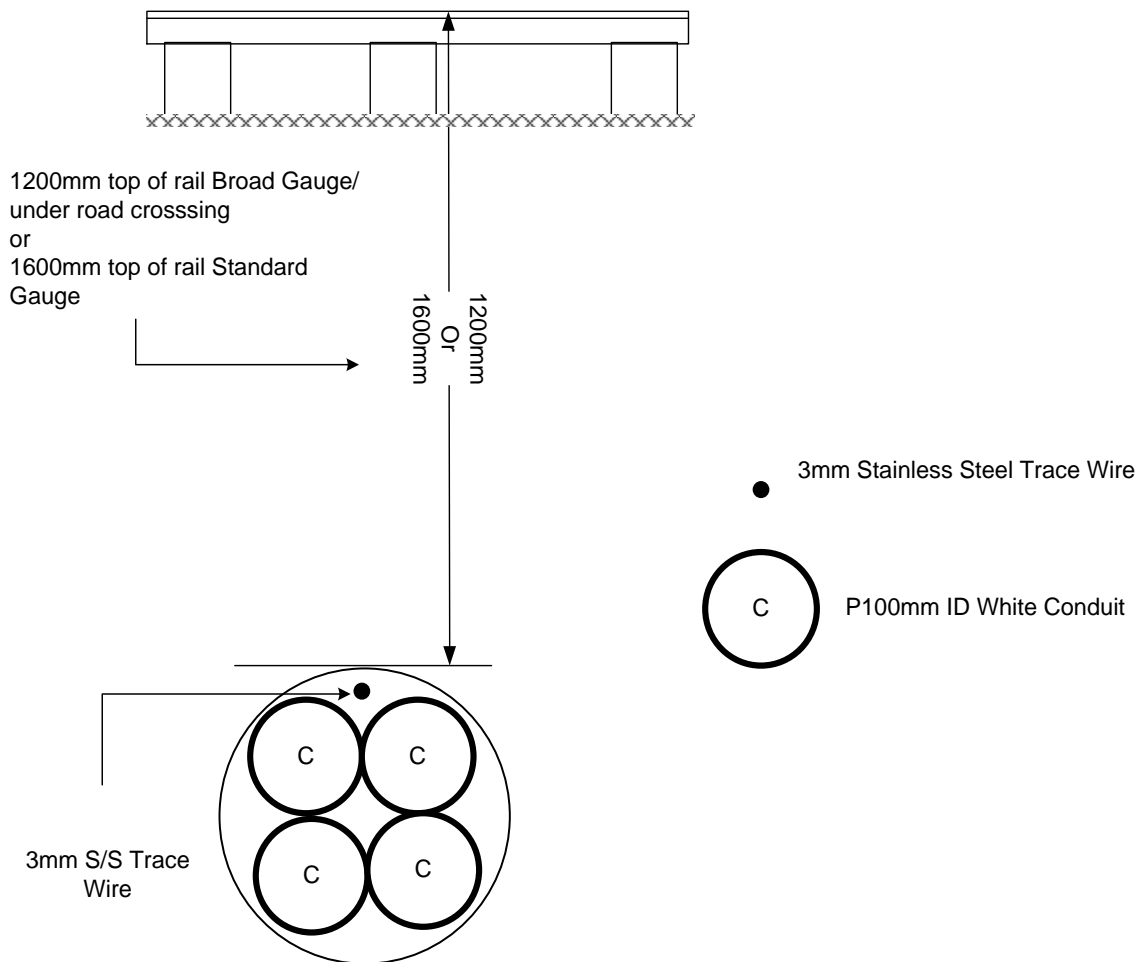 1200mm top of rail Broad Gauge/
under road crosssing
or
1600mm top of rail Standard
Gauge
1200mm
Or
1600mm
3mm Stainless Steel Trace Wire
C
P100mm ID White Conduit
C
C
C
C
3mm S/S Trace
Wire